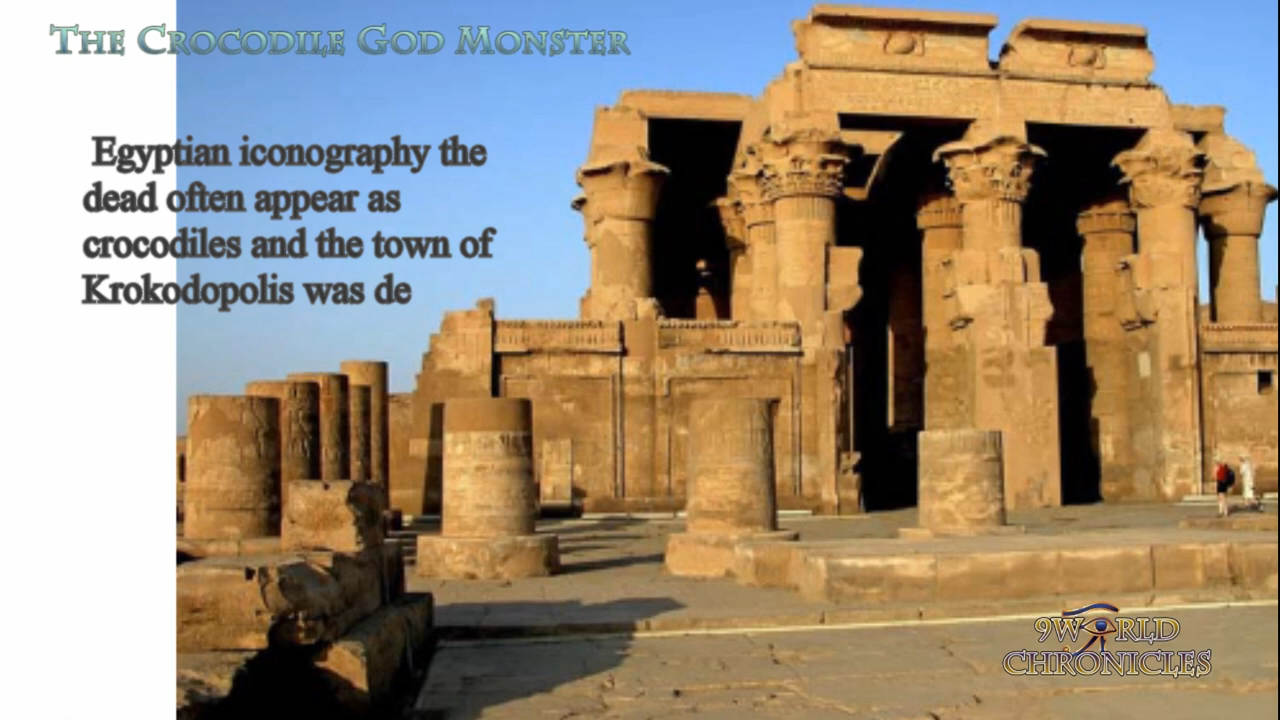 The Crocodile God Monster
Egyptian iconography the
dead often appear as
crocodiles and the town of
Krokodopolis was de
9WORLD
CHRONICLES